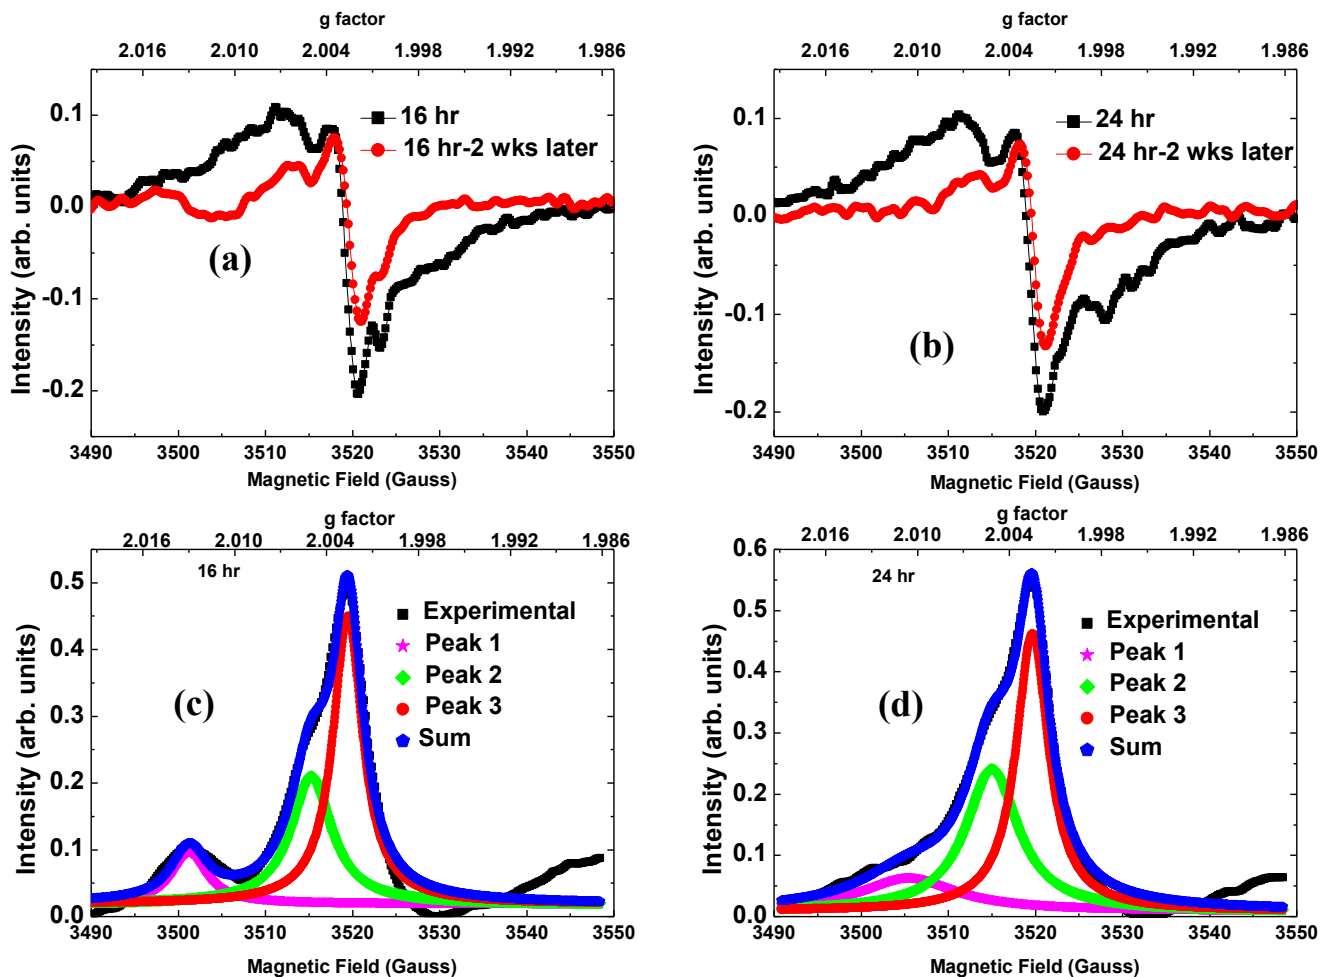 g factor
2.016 2.010 2.004 1.998 1.992 1.986
0.1
0.0
-0.1
-0.2
Intensity (arb. units)
16 hr
16 hr-2 wks later
(a)
3490 3500 3510 3520 3530 3540 3550
Magnetic Field (Gauss)
g factor
2.016 2.010 2.004 1.998 1.992 1.986
0.1
0.0
-0.1
-0.2
Intensity (arb. units)
24 hr
24 hr-2 wks later
(b)
3490 3500 3510 3520 3530 3540 3550
Magnetic Field (Gauss)
g factor
2.016 2.010 2.004 1.998 1.992 1.986
0.5
0.4
0.3
0.2
0.1
0.0
Intensity (arb. units)
16 hr
Experimental
Peak 1
Peak 2
Peak 3
Sum
(c)
3490 3500 3510 3520 3530 3540 3550
Magnetic Field (Gauss)
g factor
2.016 2.010 2.004 1.998 1.992 1.986
0.6
0.5
0.4
0.3
0.2
0.1
0.0
Intensity (arb. units)
24 hr
Experimental
Peak 1
Peak 2
Peak 3
Sum
(d)
3490 3500 3510 3520 3530 3540 3550
Magnetic Field (Gauss)